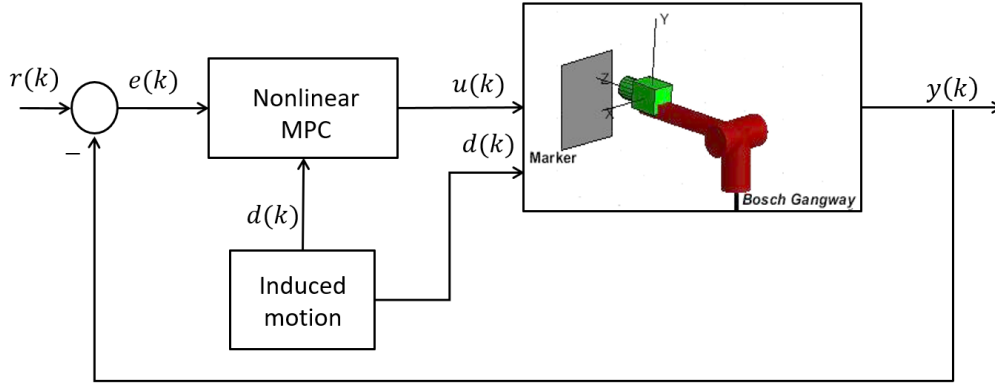 r(k)
e(k)
Nonlinear
MPC
u(k)
d(k)
y(k)
−
d(k)
Induced
motion
Y
Z
X
Marker
Bosch Gangway